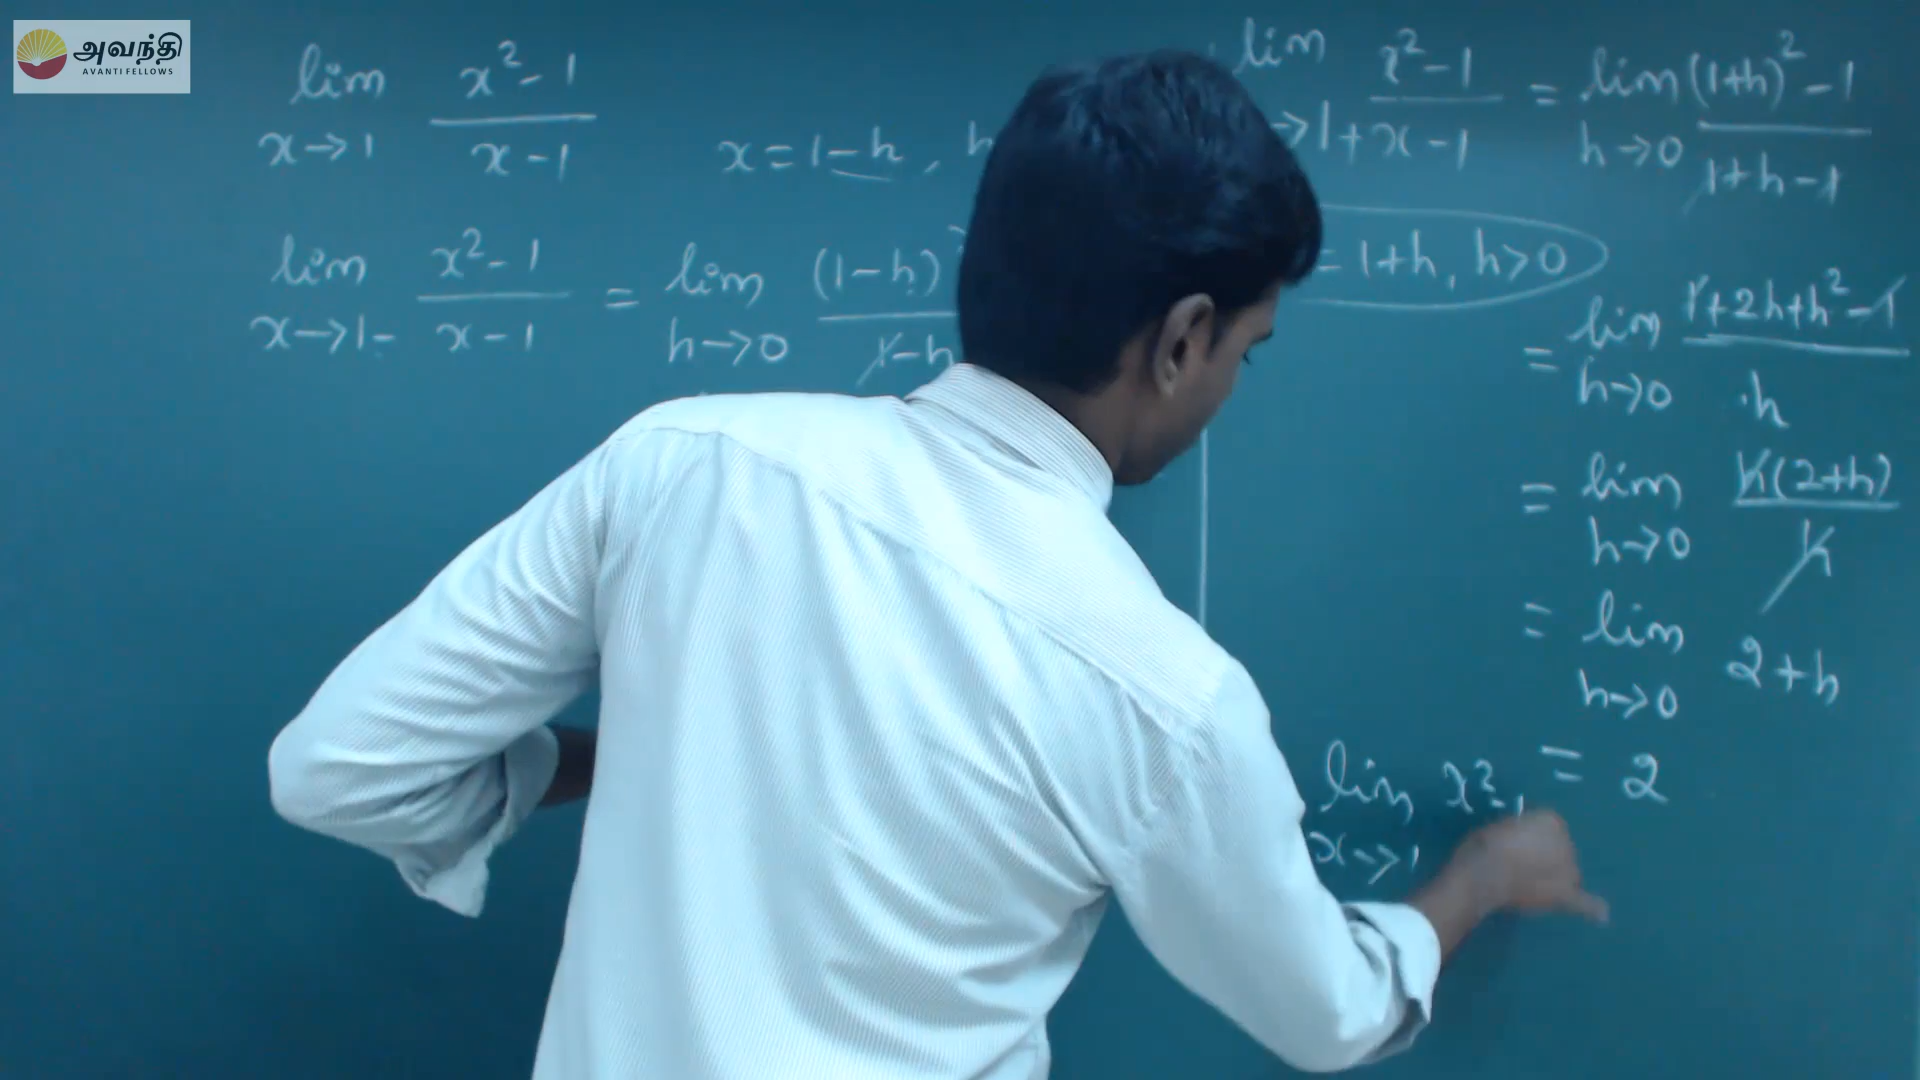 அவந்தி
AVANTI FELLOWS
lim x²-1
x→1 x-1
x=1-h, h
lim x²-1 = lim (1-h)
x→1- x-1 h→0 1-h
lim x²-1 = lim (1+h)²-1
→1+ x-1 h→0 1+h-1
= 1+h, h>0
= lim 1+2h+h²-1
h→0 h
= lim h(2+h)
h→0 h
= lim 2+h
h→0
= 2
lim x²-1
x→1